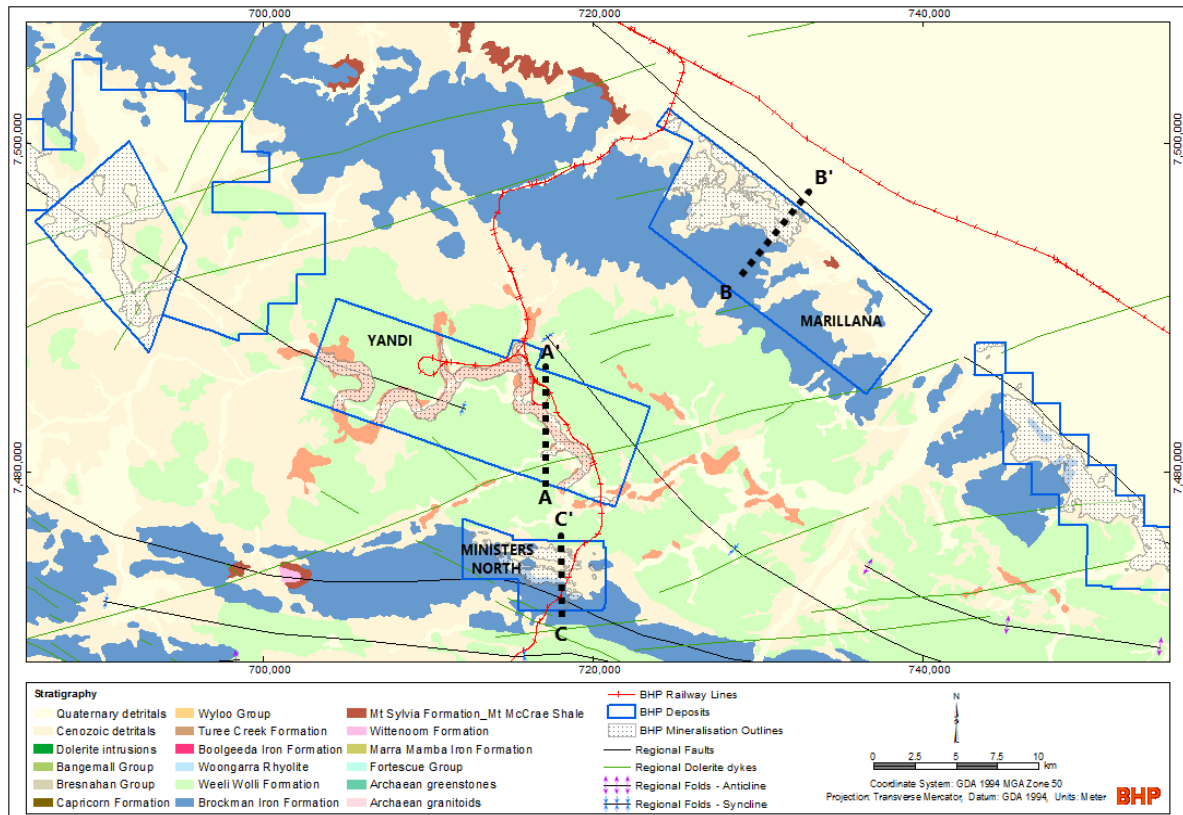 700,000
720,000
740,000
7,500,000
7,500,000
B'
B
MARILLANA
YANDI
A'
7,480,000
7,480,000
A
C'
MINISTERS
NORTH
C
700,000
720,000
740,000
Stratigraphy
Quaternary detritals
Cenozoic detritals
Dolerite intrusions
Bangemall Group
Bresnahan Group
Capricorn Formation
Wyloo Group
Turee Creek Formation
Boolgeeda Iron Formation
Woongarra Rhyolite
Weeli Wolli Formation
Brockman Iron Formation
Mt Sylvia Formation_Mt McCrae Shale
Wittenoom Formation
Marra Mamba Iron Formation
Fortescue Group
Archaean greenstones
Archaean granitoids
BHP Railway Lines
BHP Deposits
BHP Mineralisation Outlines
Regional Faults
Regional Dolerite dykes
Regional Folds - Anticline
Regional Folds - Syncline
N
0 2.5 5 10
km
Coordinate System: GDA 1994 MGA Zone 50
Projection: Transverse Mercator, Datum: GDA 1994, Units: Meter
BHP